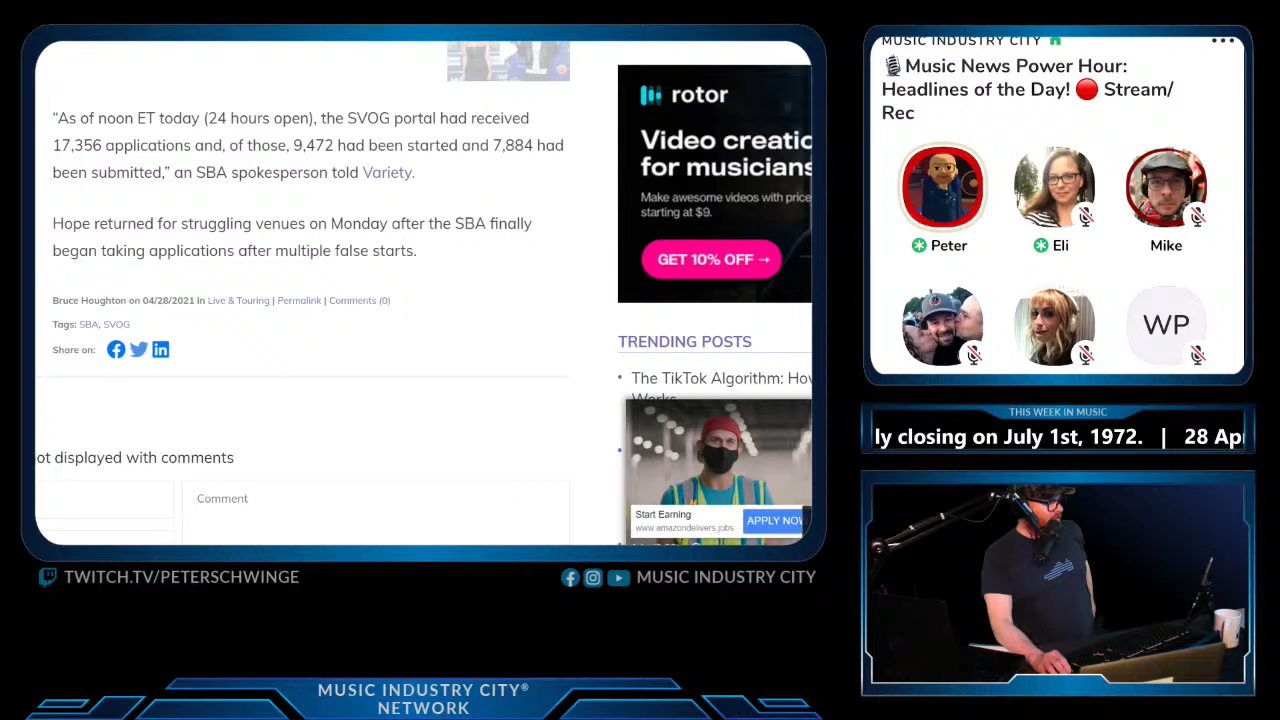 “As of noon ET today (24 hours open), the SVOG portal had received
17,356 applications and, of those, 9,472 had been started and 7,884 had
been submitted,” an SBA spokesperson told Variety.
Hope returned for struggling venues on Monday after the SBA finally
began taking applications after multiple false starts.
Bruce Houghton on 04/28/2021 in Live & Touring | Permalink | Comments (0)
Tags: SBA, SVOG
Share on:
ot displayed with comments
Comment
rotor
Video creatio
for musicians
Make awesome videos with price
starting at $9.
GET 10% OFF →
TRENDING POSTS
The TikTok Algorithm: How
Works
Start Earning
www.amazondelivers.jobs
APPLY NOW
MUSIC INDUSTRY CITY
Music News Power Hour:
Headlines of the Day! Stream/
Rec
Peter
Eli
Mike
WP
THIS WEEK IN MUSIC
ly closing on July 1st, 1972. | 28 Apr
TWITCH.TV/PETERSCHWINGE
MUSIC INDUSTRY CITY
MUSIC INDUSTRY CITY®
NETWORK